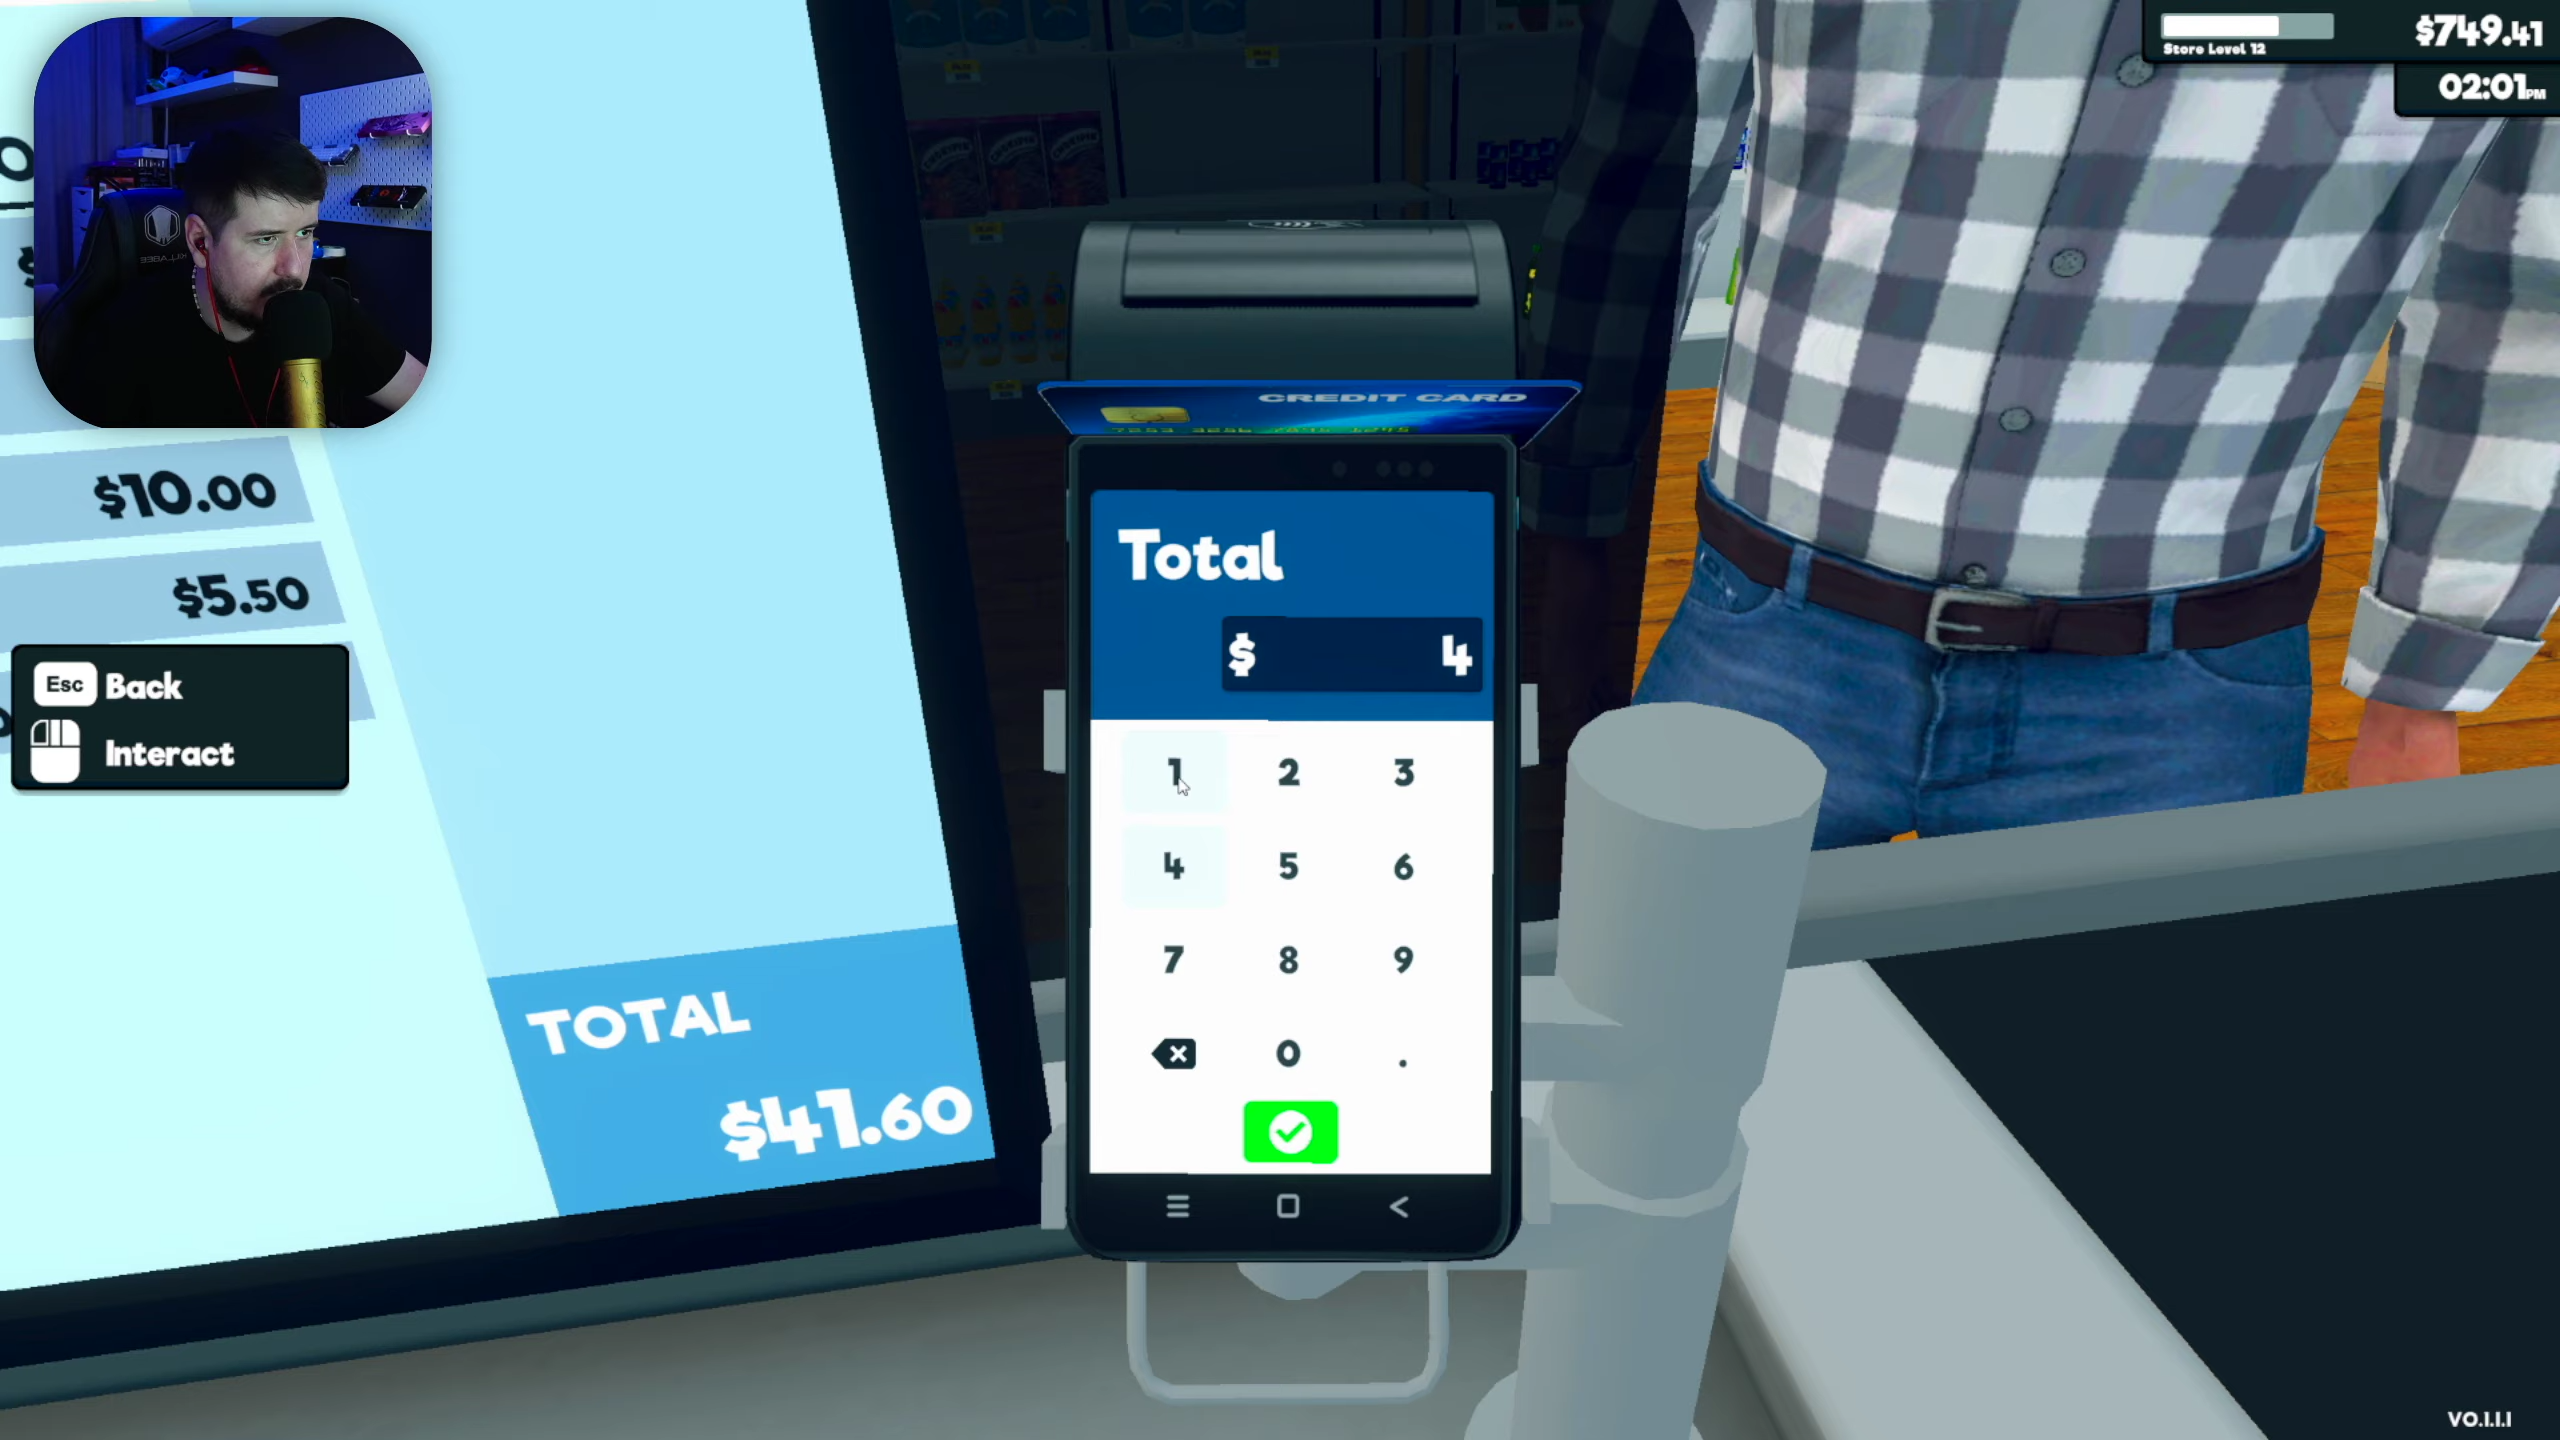 $749.41
Store Level 12
02:01PM
CREDIT CARD
$10.00
$5.50
Total
$ 4
Esc Back
Interact
1 2 3
4 5 6
7 8 9
0 .
TOTAL
$41.60
V0.1.1.1